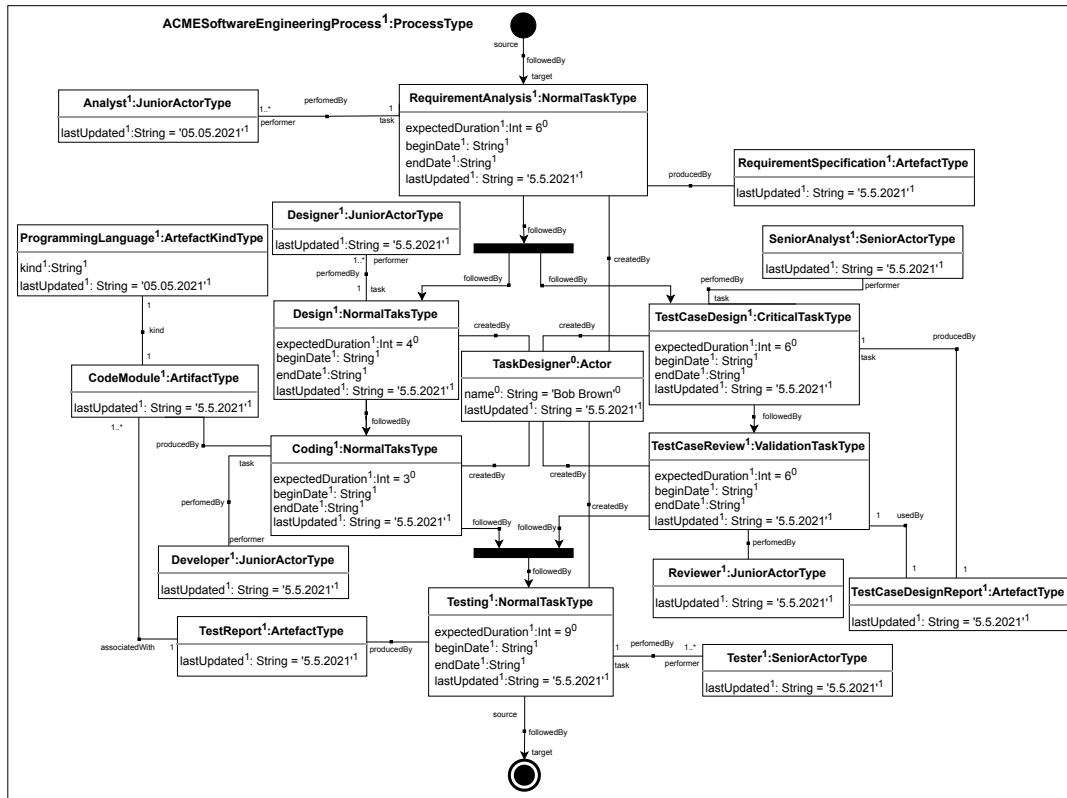 ACMESoftwareEngineeringProcess¹:ProcessType
source
followedBy
target
Analyst¹:JuniorActorType
lastUpdated¹:String = '05.05.2021'¹
1..*
performer
perfomedBy
1
task
RequirementAnalysis¹:NormalTaskType
expectedDuration¹:Int = 6⁰
beginDate¹: String¹
endDate¹:String¹
lastUpdated¹: String = '5.5.2021'¹
producedBy
RequirementSpecification¹:ArtefactType
lastUpdated¹: String = '5.5.2021'¹
followedBy
createdBy
Designer¹:JuniorActorType
lastUpdated¹:String = '5.5.2021'¹
1..*
performer
perfomedBy
1
task
ProgrammingLanguage¹:ArtefactKindType
kind¹:String¹
lastUpdated¹: String = '05.05.2021'¹
1
kind
1
SeniorAnalyst¹:SeniorActorType
lastUpdated¹: String = '5.5.2021'¹
perfomedBy
performer
task
followedBy
followedBy
Design¹:NormalTaksType
expectedDuration¹:Int = 4⁰
beginDate¹: String¹
endDate¹:String¹
lastUpdated¹: String = '5.5.2021'¹
createdBy
createdBy
TestCaseDesign¹:CriticalTaskType
expectedDuration¹:Int = 6⁰
beginDate¹: String¹
endDate¹:String¹
lastUpdated¹: String = '5.5.2021'¹
1
task
producedBy
TaskDesigner⁰:Actor
name⁰: String = 'Bob Brown'⁰
lastUpdated¹: String = '5.5.2021'¹
CodeModule¹:ArtifactType
lastUpdated¹: String = '5.5.2021'¹
1..*
producedBy
followedBy
followedBy
Coding¹:NormalTaksType
expectedDuration¹:Int = 3⁰
beginDate¹: String¹
endDate¹:String¹
lastUpdated¹: String = '5.5.2021'¹
task
perfomedBy
performer
createdBy
createdBy
TestCaseReview¹:ValidationTaskType
expectedDuration¹:Int = 6⁰
beginDate¹: String¹
endDate¹:String¹
lastUpdated¹: String = '5.5.2021'¹
createdBy
followedBy
followedBy
1
usedBy
1
1
Developer¹:JuniorActorType
lastUpdated¹: String = '5.5.2021'¹
followedBy
perfomedBy
Reviewer¹:JuniorActorType
lastUpdated¹: String = '5.5.2021'¹
TestCaseDesignReport¹:ArtefactType
lastUpdated¹: String = '5.5.2021'¹
Testing¹:NormalTaskType
expectedDuration¹:Int = 9⁰
beginDate¹: String¹
endDate¹:String¹
lastUpdated¹: String = '5.5.2021'¹
associatedWith
1
TestReport¹:ArtefactType
lastUpdated¹: String = '5.5.2021'¹
producedBy
1
task
perfomedBy
1..*
performer
Tester¹:SeniorActorType
lastUpdated¹: String = '5.5.2021'¹
source
followedBy
target